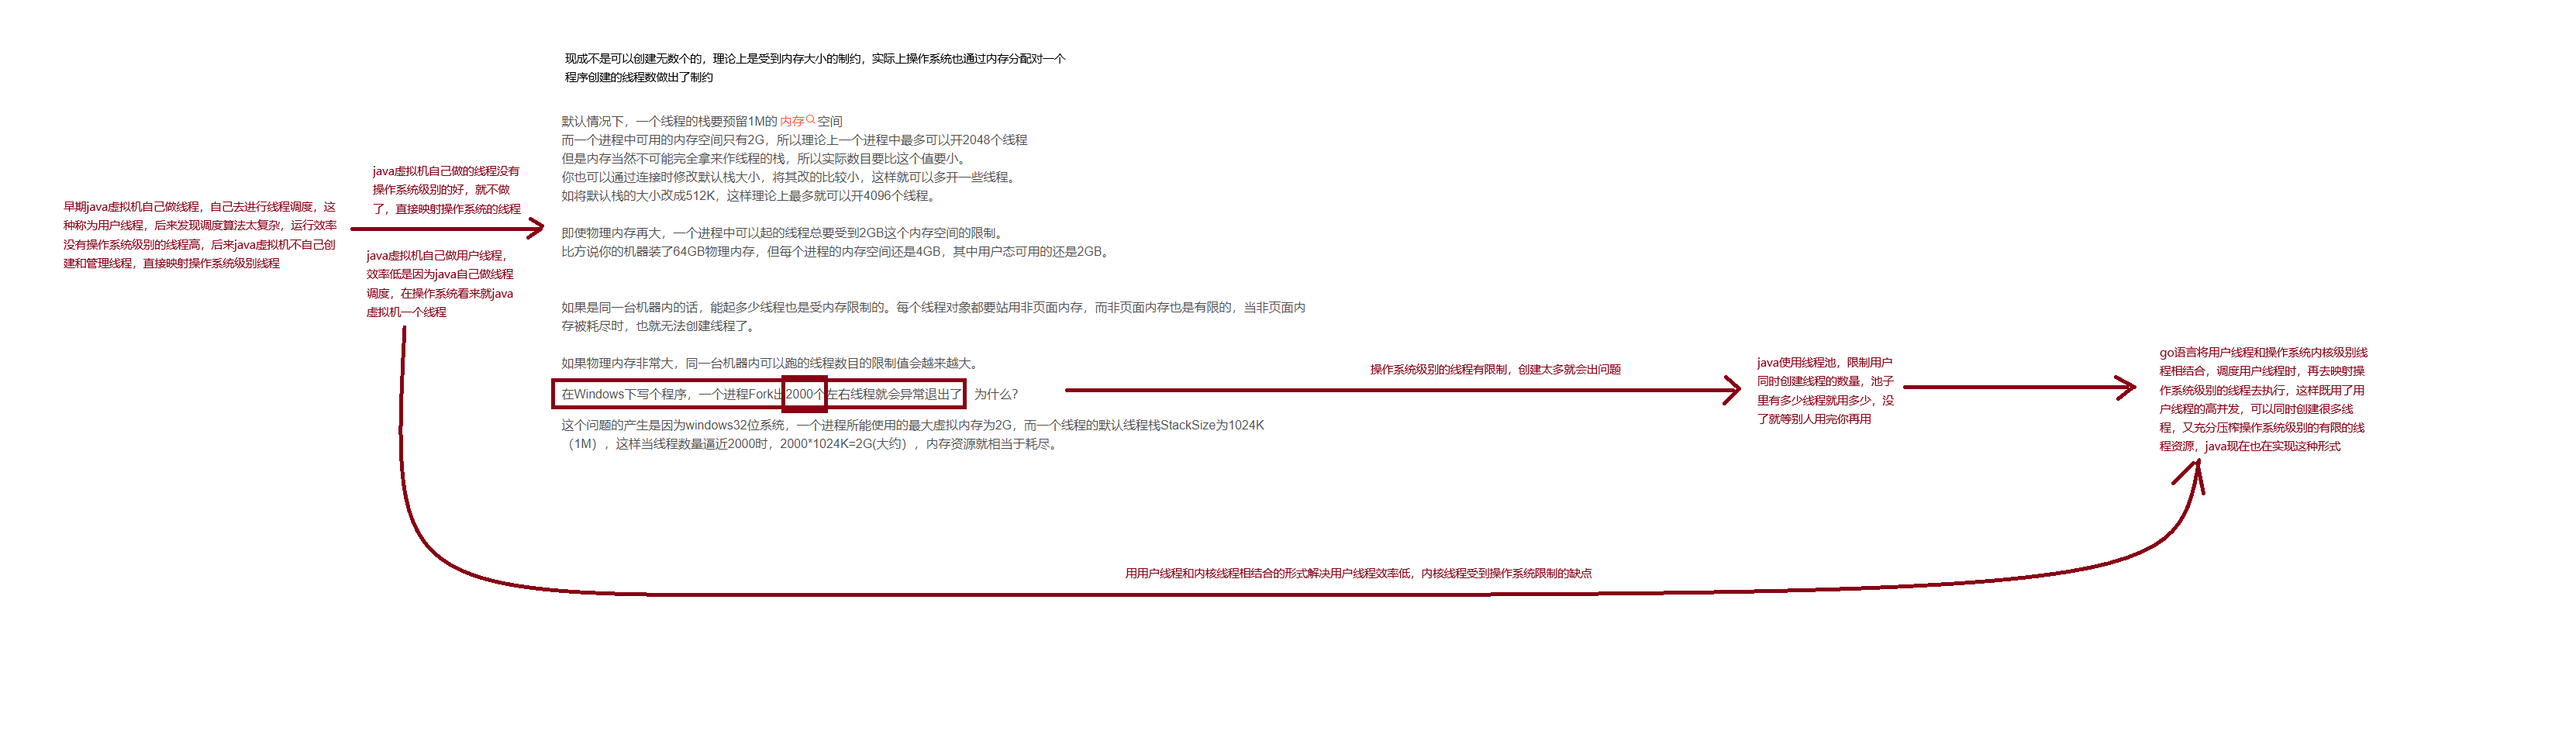 早期java虚拟机自己做线程，自己去进行线程调度，这
种称为用户线程，后来发现调度算法太复杂，运行效率
没有操作系统级别的线程高，后来java虚拟机不自己创
建和管理线程，直接映射操作系统级别线程
java虚拟机自己做的线程没有
操作系统级别的好，就不做
了，直接映射操作系统的线程
java虚拟机自己做用户线程，
效率低是因为java自己做线程
调度，在操作系统看来就java
虚拟机一个线程
现成不是可以创建无数个的，理论上是受到内存大小的制约，实际上操作系统也通过内存分配对一个
程序创建的线程数做出了制约
默认情况下，一个线程的栈要预留1M的 内存 空间
而一个进程中可用的内存空间只有2G，所以理论上一个进程中最多可以开2048个线程
但是内存当然不可能完全拿来作线程的栈，所以实际数目要比这个值要小。
你也可以通过连接时修改默认栈大小，将其改的比较小，这样就可以多开一些线程。
如将默认栈的大小改成512K，这样理论上最多就可以开4096个线程。
即使物理内存再大，一个进程中可以起的线程总要受到2GB这个内存空间的限制。
比方说你的机器装了64GB物理内存，但每个进程的内存空间还是4GB，其中用户态可用的还是2GB。
如果是同一台机器内的话，能起多少线程也是受内存限制的。每个线程对象都要站用非页面内存，而非页面内存也是有限的，当非页面内
存被耗尽时，也就无法创建线程了。
如果物理内存非常大，同一台机器内可以跑的线程数目的限制值会越来越大。
在Windows下写个程序，一个进程Fork出2000个左右线程就会异常退出了 为什么?
这个问题的产生是因为windows32位系统，一个进程所能使用的最大虚拟内存为2G，而一个线程的默认线程栈StackSize为1024K
（1M），这样当线程数量逼近2000时，2000*1024K=2G(大约），内存资源就相当于耗尽。
操作系统级别的线程有限制，创建太多就会出问题
java使用线程池，限制用户
同时创建线程的数量，池子
里有多少线程就用多少，没
了就等别人用完你再用
go语言将用户线程和操作系统内核级别线
程相结合，调度用户线程时，再去映射操
作系统级别的线程去执行，这样既用了用
户线程的高并发，可以同时创建很多线
程，又充分压榨操作系统级别的有限的线
程资源，java现在也在实现这种形式
用用户线程和内核线程相结合的形式解决用户线程效率低，内核线程受到操作系统限制的缺点